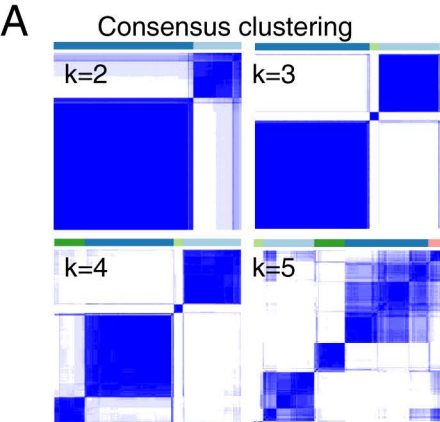 A
Consensus clustering
k=2
k=3
k=4
k=5